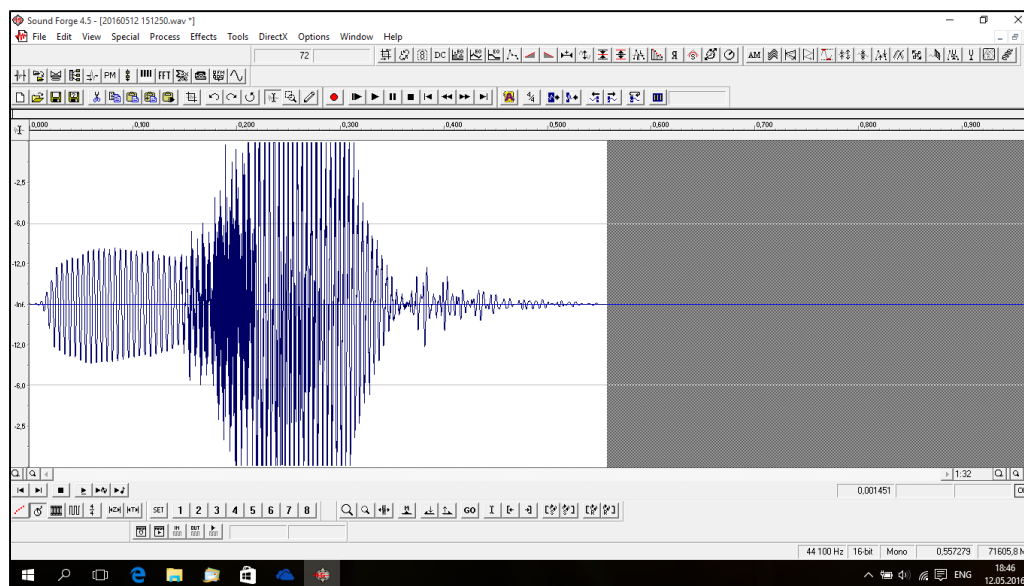 Sound Forge 4.5 - [20160512 151250.wav *]
File Edit View Special Process Effects Tools DirectX Options Window Help
72
DC
AM
PM FFT
0,000 0,100 0,200 0,300 0,400 0,500 0,600 0,700 0,800 0,900
-2,5
-6,0
-12,0
-Inf.
-12,0
-6,0
-2,5
1:32
0,001451
SET 1 2 3 4 5 6 7 8 GO
IN OUT
44 100 Hz 16-bit Mono 0,557279 71605,8 M
18:46
ENG
12.05.2016